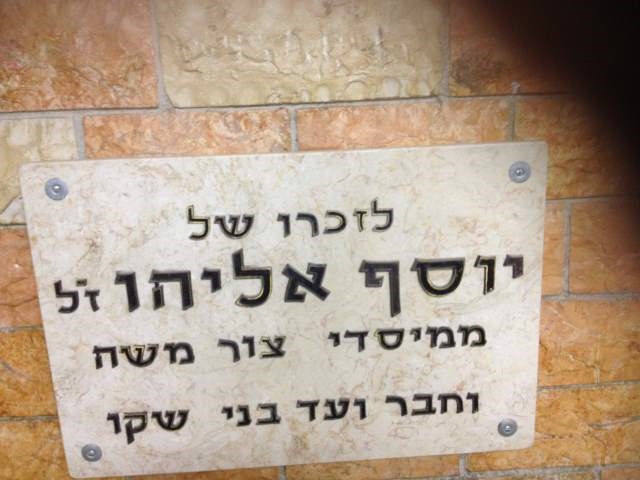 לזכרו של
יוסף אליהו ז"ל
ממיסדי צור משה
וחבר ועד בני שקו